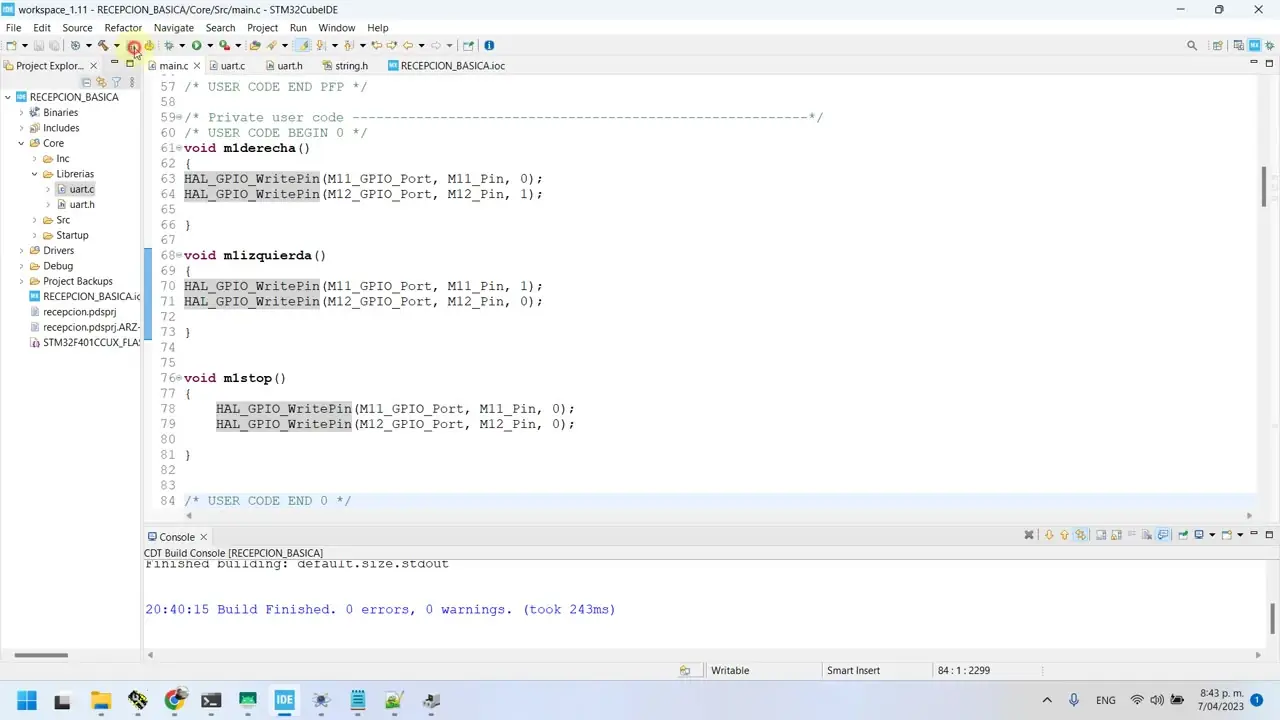 workspace_1.11 - RECEPCION_BASICA/Core/Src/main.c - STM32CubeIDE
File Edit Source Refactor Navigate Search Project Run Window Help
Project Explor... main.c uart.c uart.h string.h RECEPCION_BASICA.ioc
RECEPCION_BASICA
Binaries
Includes
Core
Inc
Librerias
uart.c
uart.h
Src
Startup
Drivers
Debug
Project Backups
RECEPCION_BASICA.ic
recepcion.pdsprj
recepcion.pdsprj.ARZ-
STM32F401CCUX_FLA
57 /* USER CODE END PFP */
58
59 /* Private user code ---------------------------------------------------------*/
60 /* USER CODE BEGIN 0 */
61 void m1derecha()
62 {
63 HAL_GPIO_WritePin(M11_GPIO_Port, M11_Pin, 0);
64 HAL_GPIO_WritePin(M12_GPIO_Port, M12_Pin, 1);
65
66 }
67
68 void m1izquierda()
69 {
70 HAL_GPIO_WritePin(M11_GPIO_Port, M11_Pin, 1);
71 HAL_GPIO_WritePin(M12_GPIO_Port, M12_Pin, 0);
72
73 }
74
75
76 void m1stop()
77 {
78 HAL_GPIO_WritePin(M11_GPIO_Port, M11_Pin, 0);
79 HAL_GPIO_WritePin(M12_GPIO_Port, M12_Pin, 0);
80
81 }
82
83
84 /* USER CODE END 0 */
Console
CDT Build Console [RECEPCION_BASICA]
Finished building: default.size.stdout
20:40:15 Build Finished. 0 errors, 0 warnings. (took 243ms)
Writable Smart Insert 84 : 1 : 2299
IDE ENG 8:43 p. m.
7/04/2023